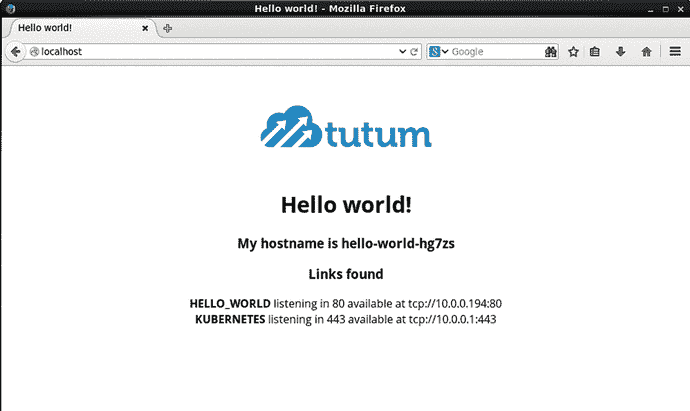 Hello world! - Mozilla Firefox
Hello world!
localhost
Google
tutum
Hello world!
My hostname is hello-world-hg7zs
Links found
HELLO_WORLD listening in 80 available at tcp://10.0.0.194:80
KUBERNETES listening in 443 available at tcp://10.0.0.1:443